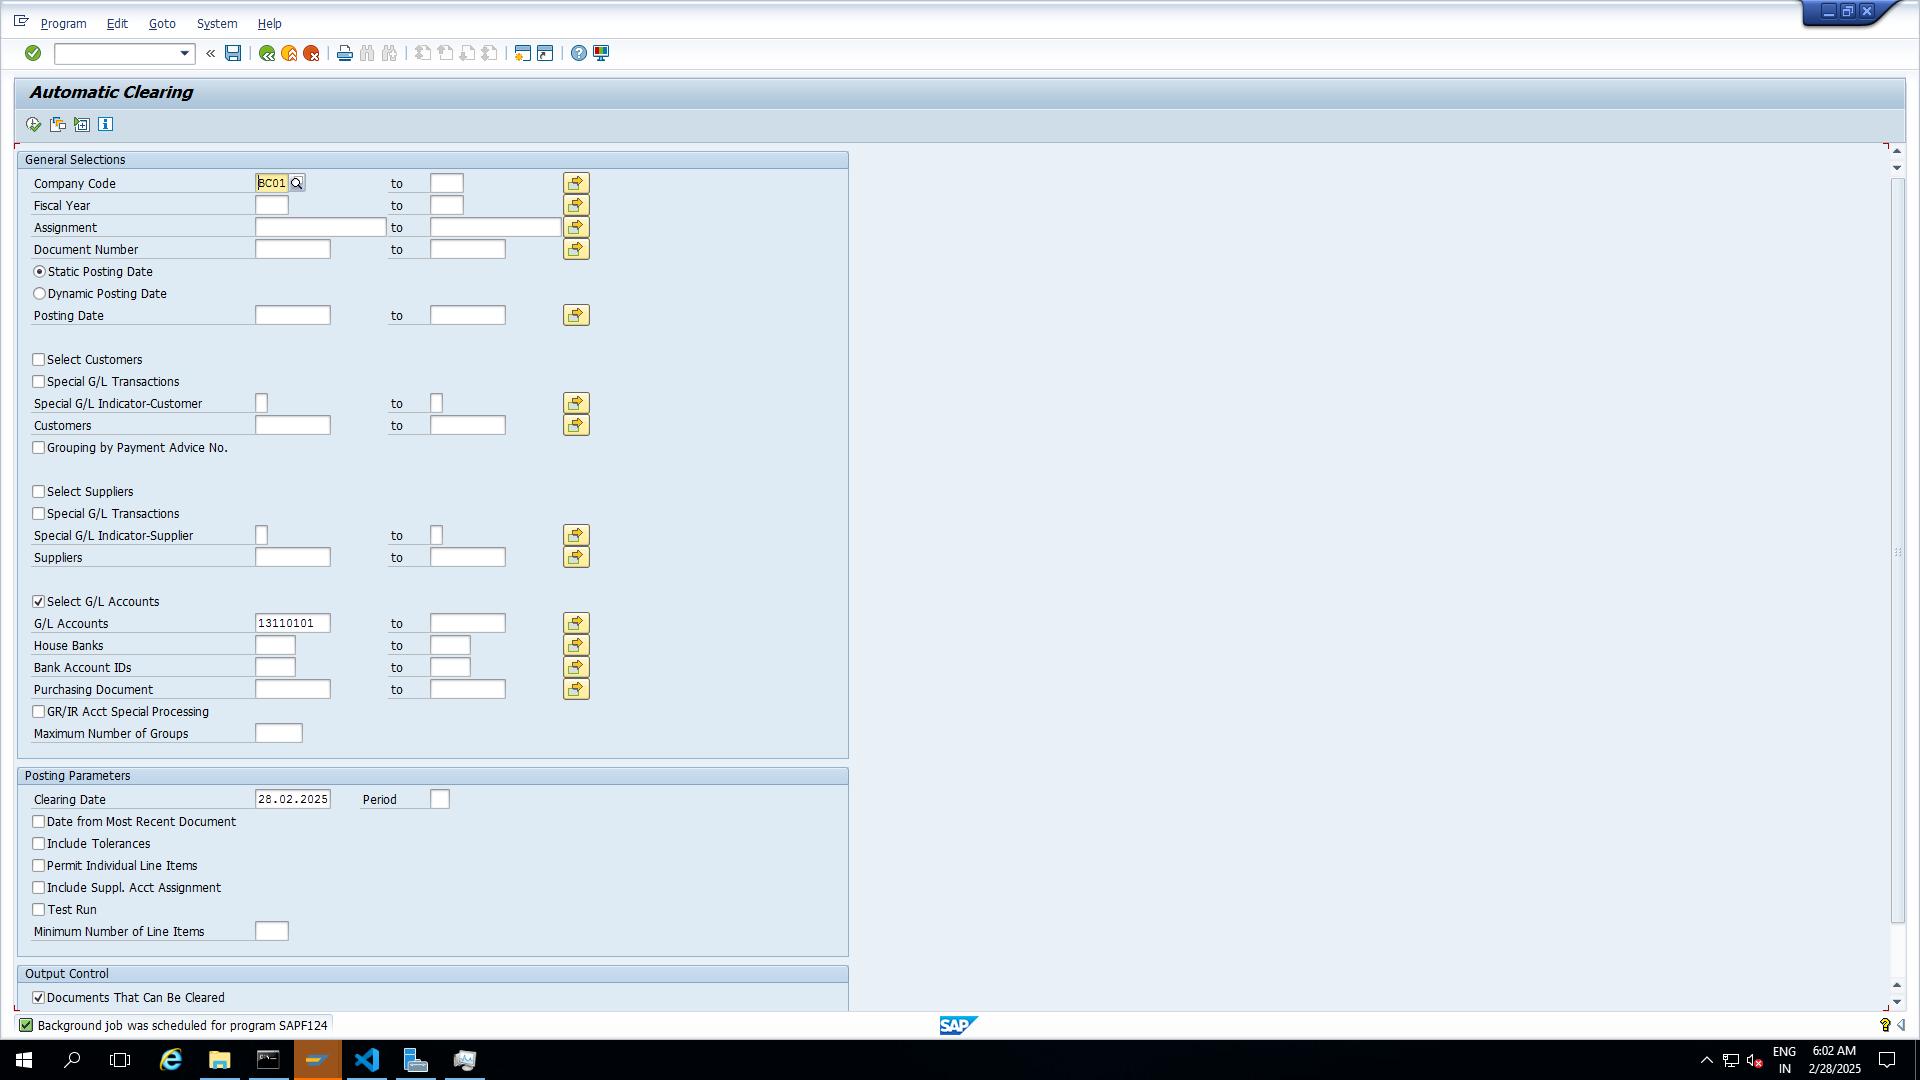 Program Edit Goto System Help
Automatic Clearing
General Selections
Company Code BC01 to
Fiscal Year to
Assignment to
Document Number to
Static Posting Date
Dynamic Posting Date
Posting Date to
Select Customers
Special G/L Transactions
Special G/L Indicator-Customer to
Customers to
Grouping by Payment Advice No.
Select Suppliers
Special G/L Transactions
Special G/L Indicator-Supplier to
Suppliers to
Select G/L Accounts
G/L Accounts 13110101 to
House Banks to
Bank Account IDs to
Purchasing Document to
GR/IR Acct Special Processing
Maximum Number of Groups
Posting Parameters
Clearing Date 28.02.2025 Period
Date from Most Recent Document
Include Tolerances
Permit Individual Line Items
Include Suppl. Acct Assignment
Test Run
Minimum Number of Line Items
Output Control
Documents That Can Be Cleared
Background job was scheduled for program SAPF124
SAP
ENG 6:02 AM
IN 2/28/2025